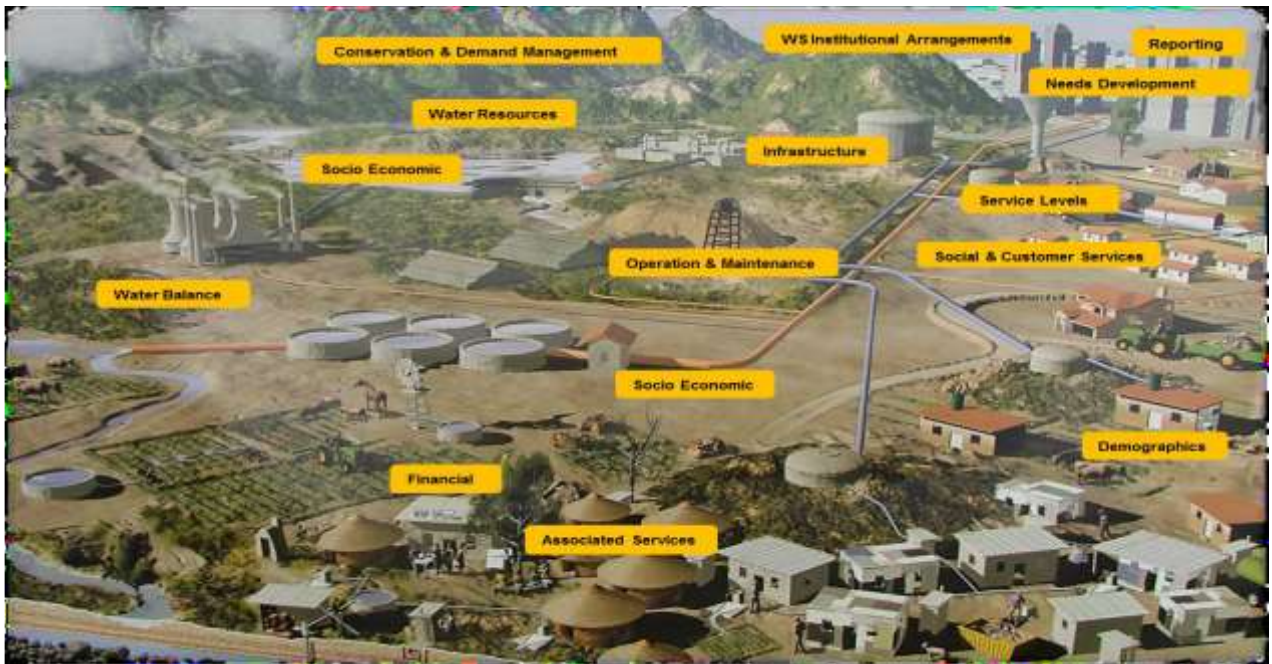 WS Institutional Arrangements
Reporting
Conservation & Demand Management
Needs Development
Water Resources
Infrastructure
Socio Economic
Service Levels
Social & Customer Services
Operation & Maintenance
Water Balance
Socio Economic
Demographics
Financial
Associated Services